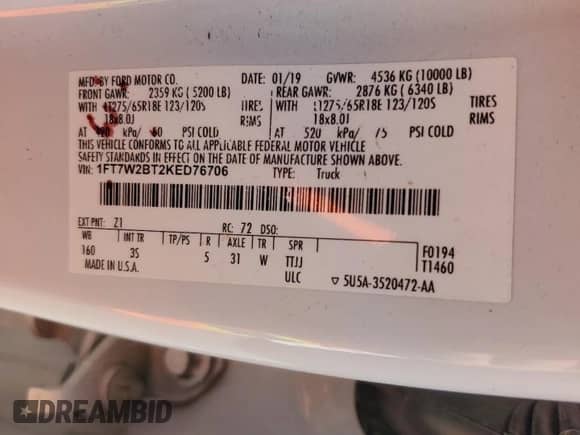 MFD. BY FORD MOTOR CO. 01/19 GVWR: 4536 KG (10000 LB)
FRONT GAWR: 2359 KG ( 5200 LB) REAR GAWR: 2876 KG ( 6340 LB)
WITH LT275/65R18E 123/120S TIRES WITH LT275/65R18E 123/120S TIRES
18x8.0J RIMS 18x8.0J RIMS
AT kPa/ 60 PSI COLD AT 520 kPa/ 75 PSI COLD
THIS VEHICLE CONFORMS TO ALL APPLICABLE FEDERAL MOTOR VEHICLE
SAFETY STANDARDS IN EFFECT ON THE DATE OF MANUFACTURE SHOWN ABOVE.
VIN: 1FT7W2BT2KED76706 TYPE: Truck
EXT PNT: Z1 RC: 72 DSO:
WB INT TR TP/PS R AXLE TR SPR F0194
160 3S 5 31 W TTJJ T1460
MADE IN U.S.A. ULC ▽ 5U5A-3520472-AA
DREAMBID